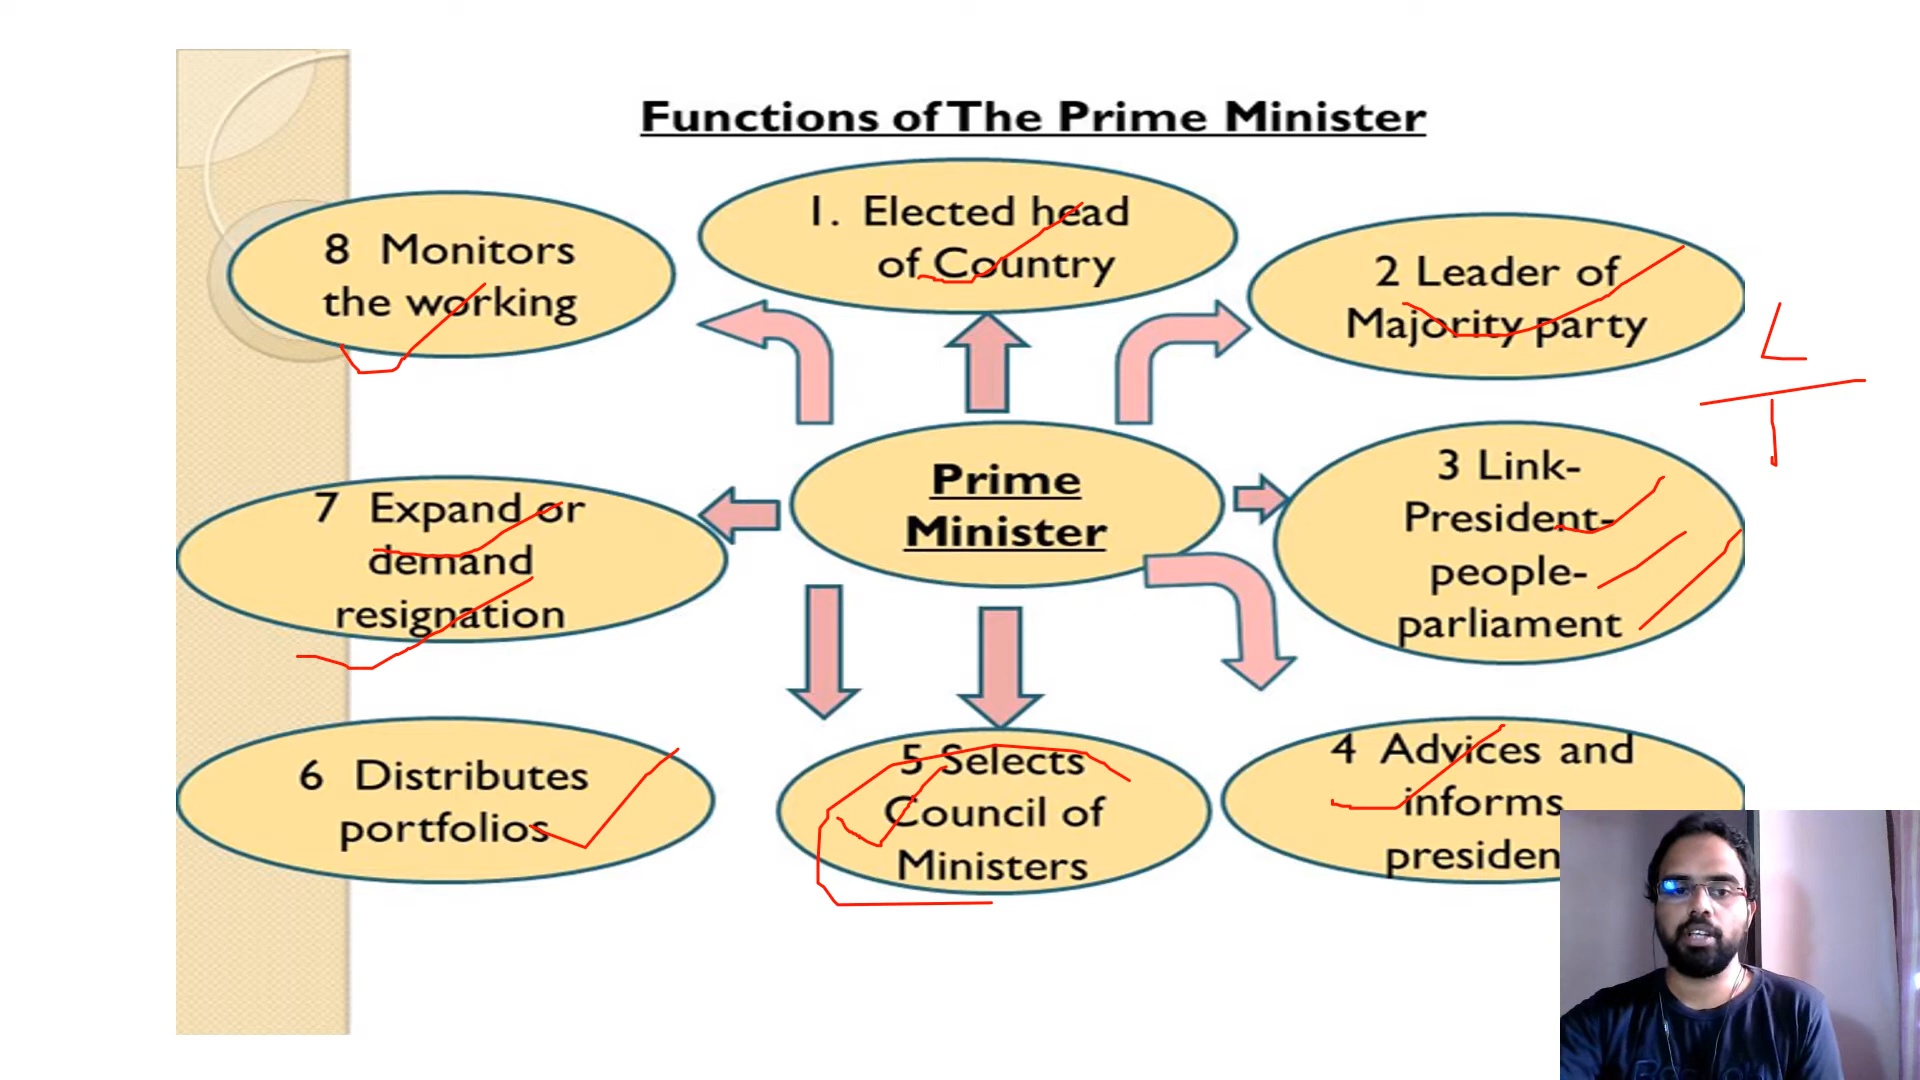 Functions of The Prime Minister
1. Elected head
of Country
2 Leader of
Majority party
3 Link-
President-
people-
parliament
4 Advices and
informs
presiden
5 Selects
Council of
Ministers
6 Distributes
portfolios
7 Expand or
demand
resignation
8 Monitors
the working
Prime
Minister